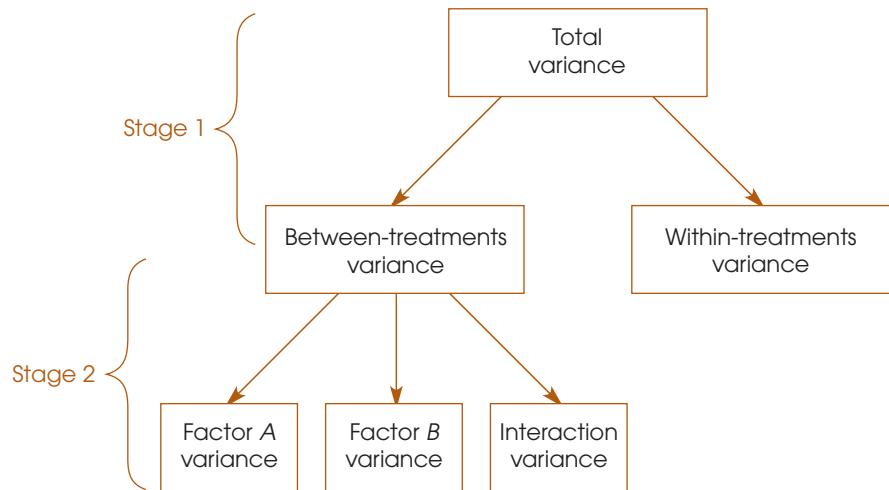 Total
variance
Stage 1
Between-treatments
variance
Within-treatments
variance
Stage 2
Factor A
variance
Factor B
variance
Interaction
variance